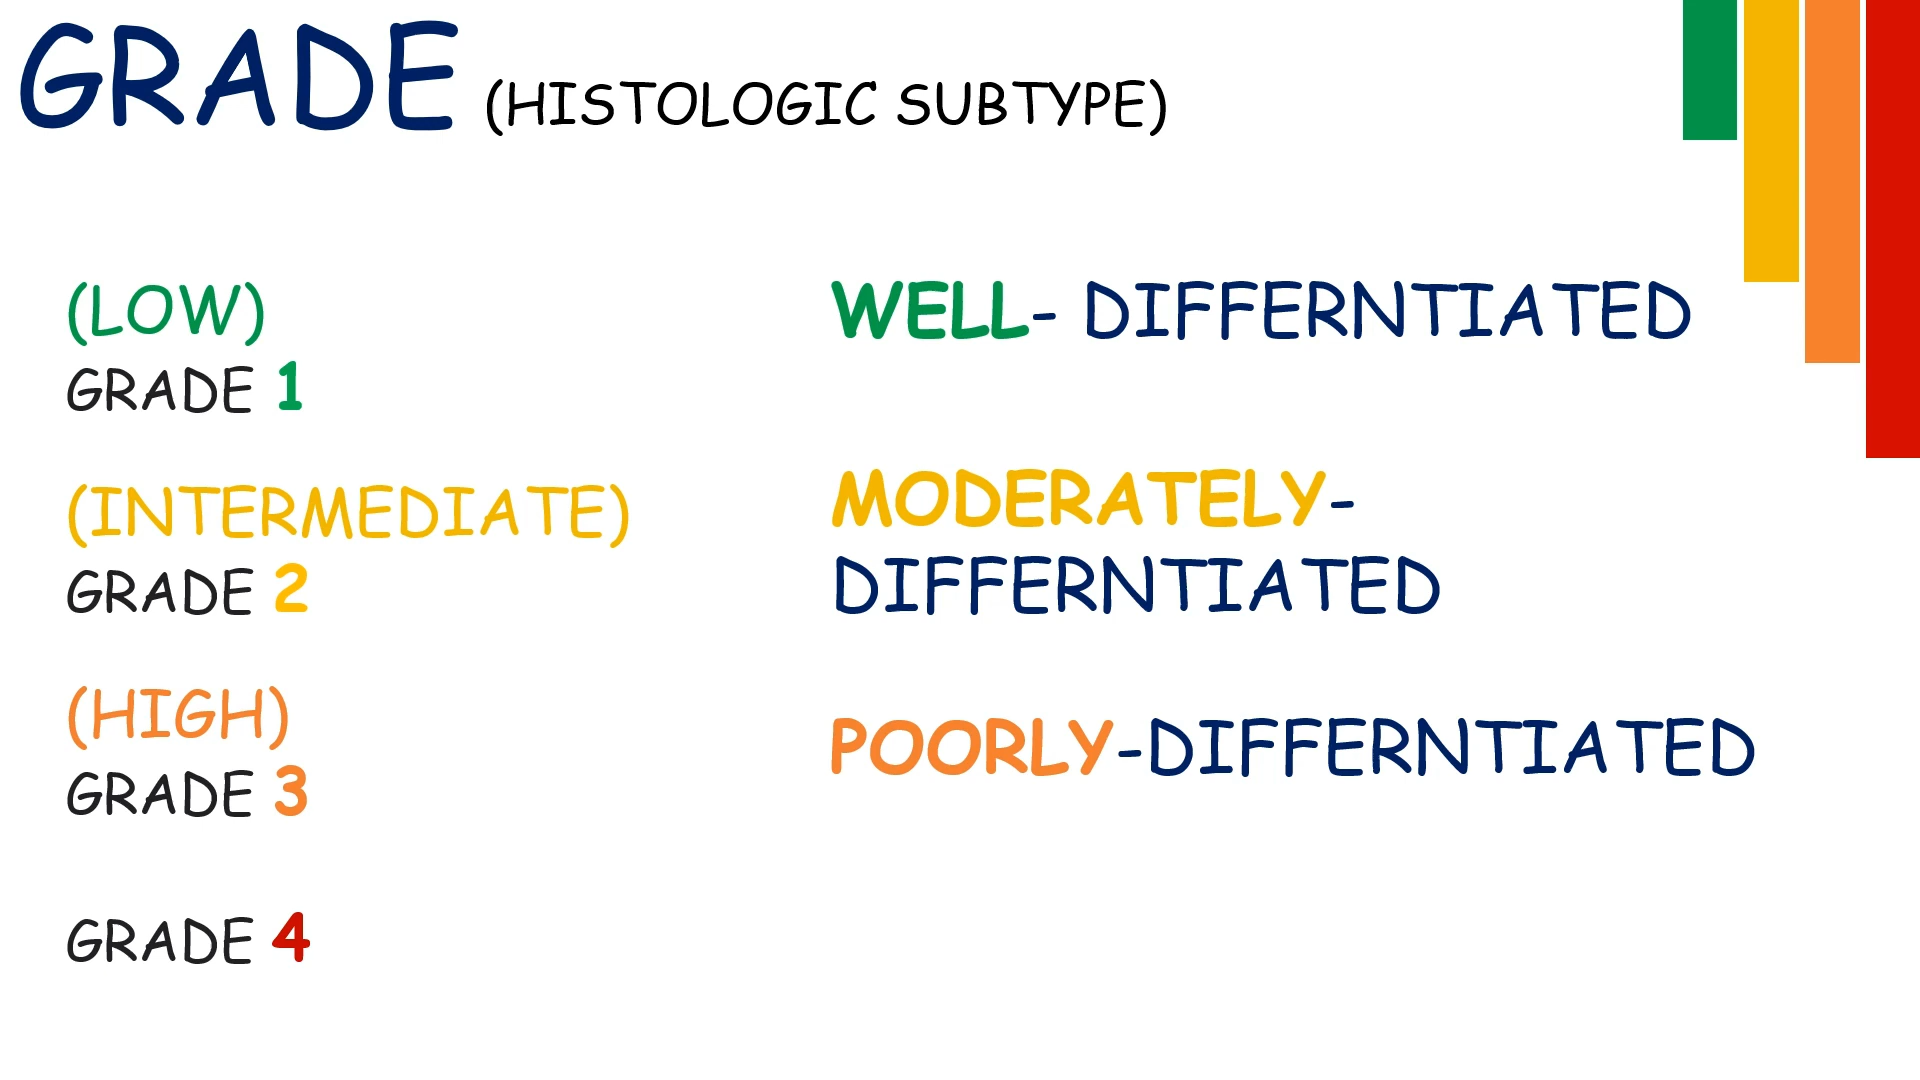 GRADE (HISTOLOGIC SUBTYPE)
(LOW)
GRADE 1
WELL- DIFFERNTIATED
(INTERMEDIATE)
GRADE 2
MODERATELY-
DIFFERNTIATED
(HIGH)
GRADE 3
POORLY-DIFFERNTIATED
GRADE 4